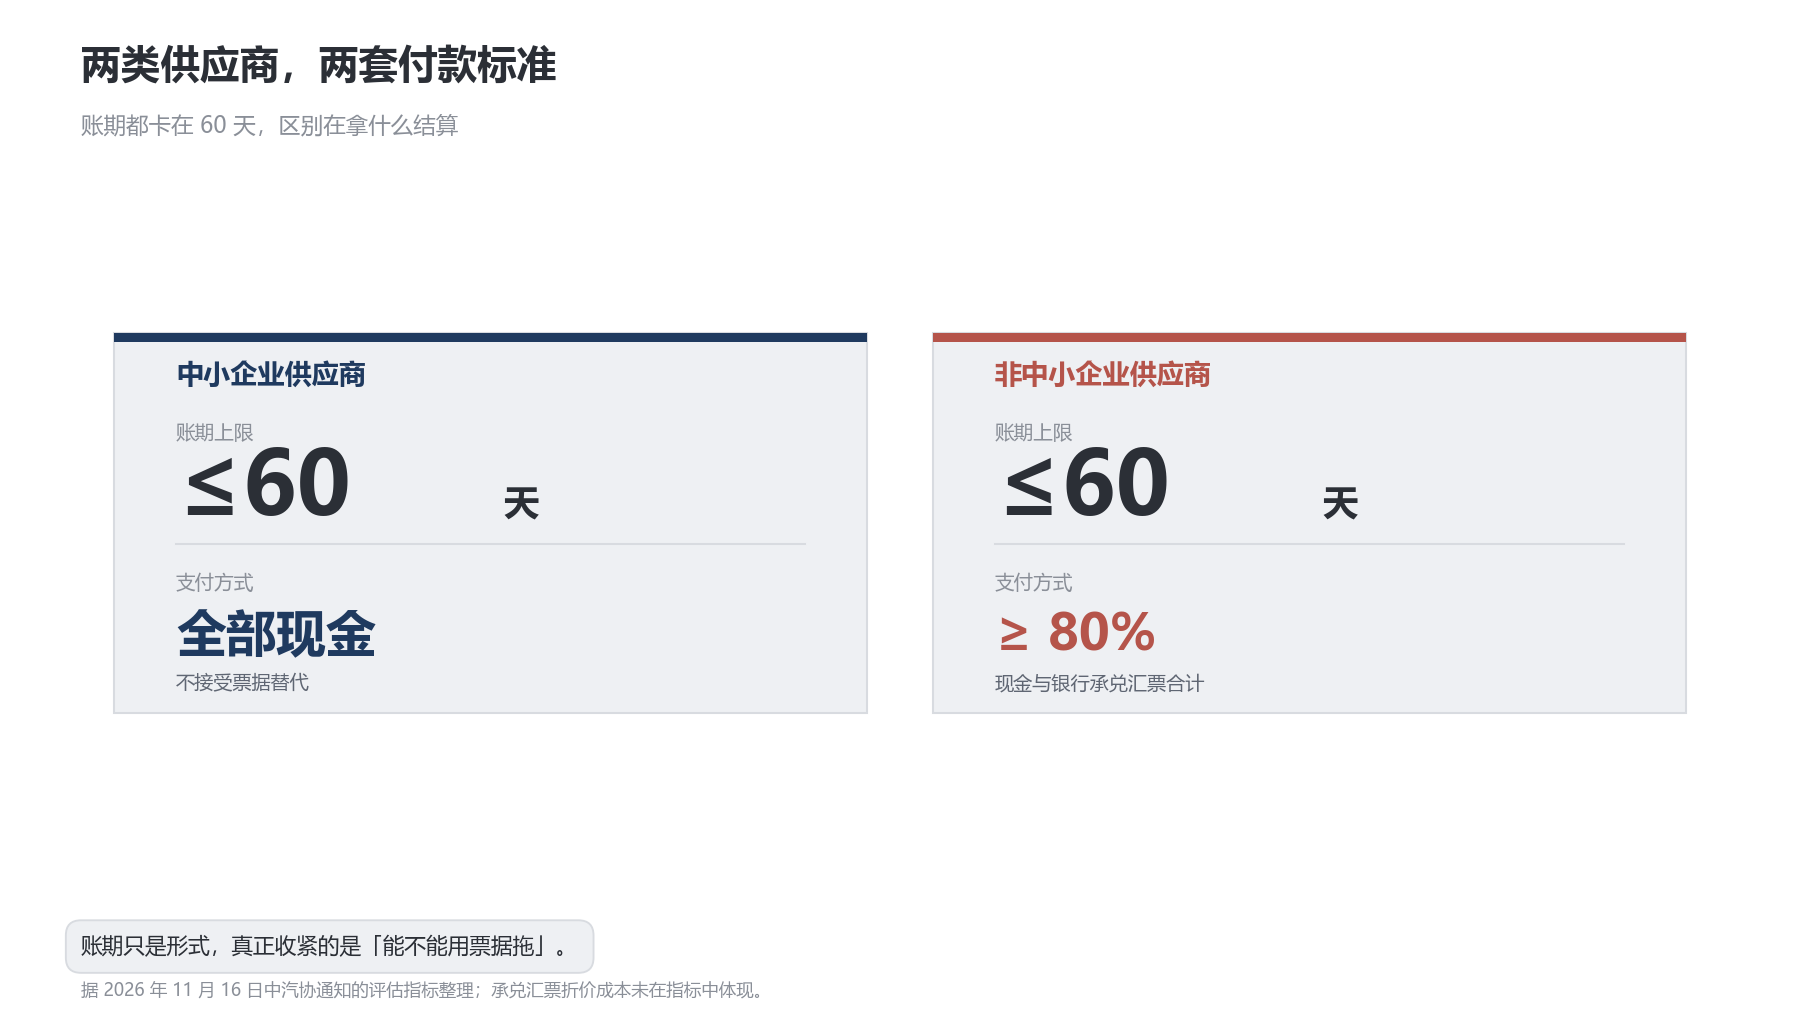 两类供应商，两套付款标准
账期都卡在 60 天，区别在拿什么结算
中小企业供应商
账期上限
≤60 天
支付方式
全部现金
不接受票据替代
非中小企业供应商
账期上限
≤60 天
支付方式
≥ 80%
现金与银行承兑汇票合计
账期只是形式，真正收紧的是「能不能用票据拖」。
据 2026 年 11 月 16 日中汽协通知的评估指标整理；承兑汇票折价成本未在指标中体现。